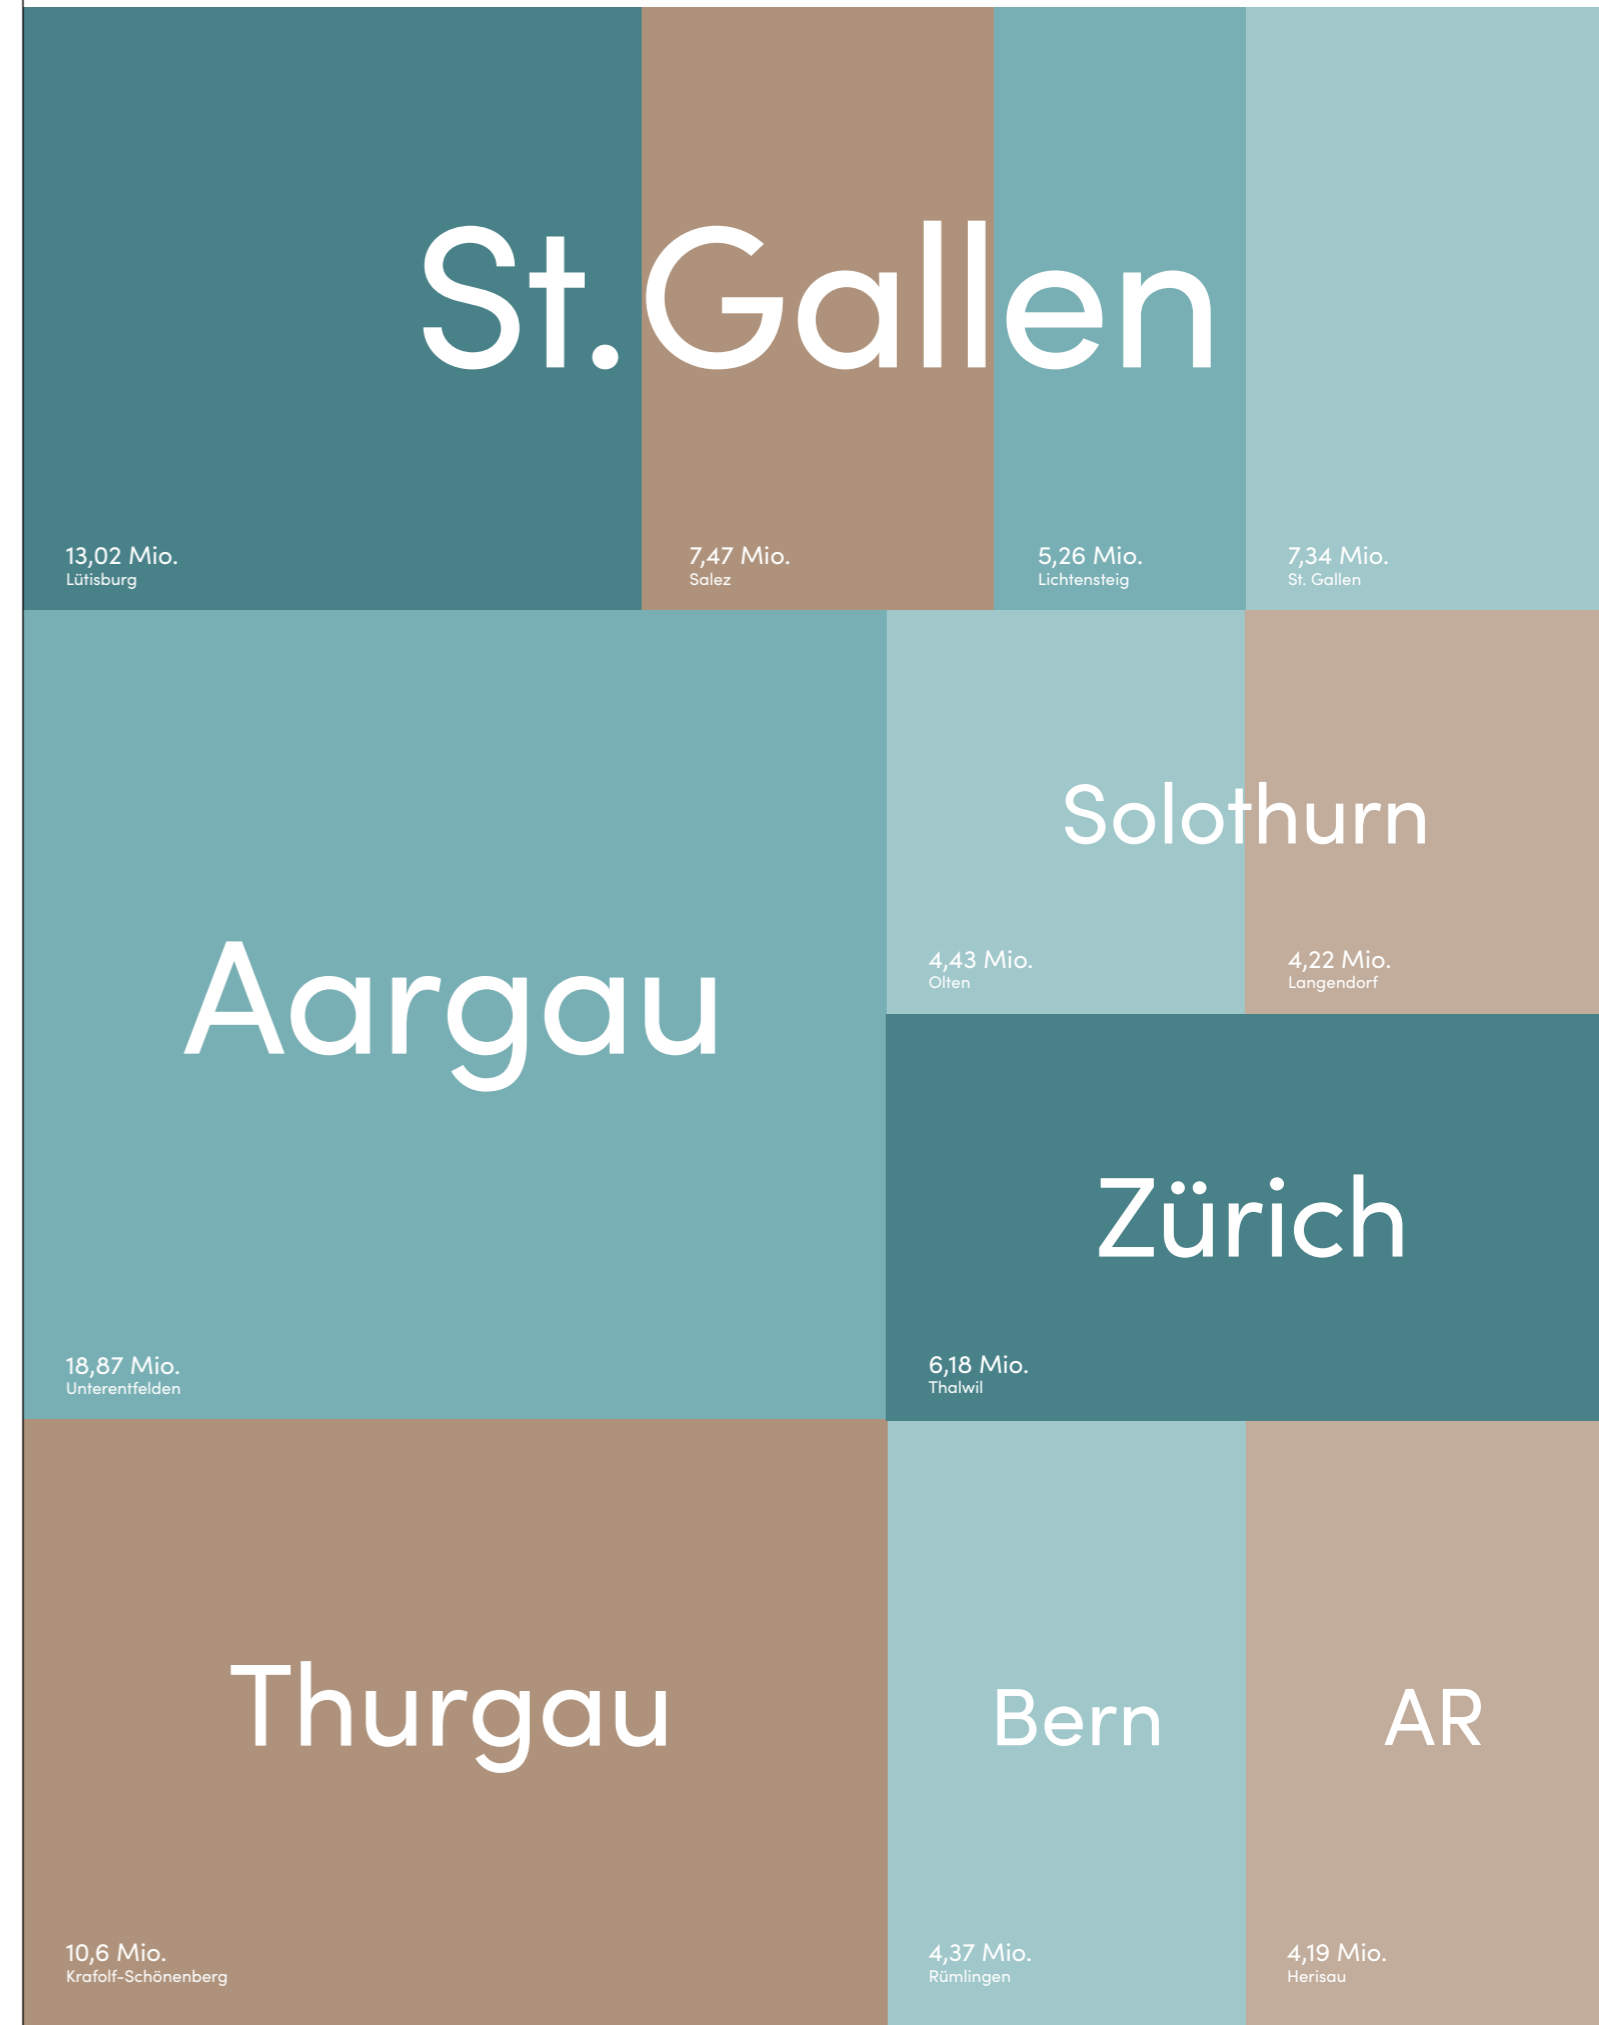 St. Gallen
13,02 Mio.
Lütisburg
7,47 Mio.
Salez
5,26 Mio.
Lichtensteig
7,34 Mio.
St. Gallen
Aargau
18,87 Mio.
Unterentfelden
Solothurn
4,43 Mio.
Olten
4,22 Mio.
Langendorf
Zürich
6,18 Mio.
Thalwil
Thurgau
10,6 Mio.
Krafolf-Schönenberg
Bern
4,37 Mio.
Rümlingen
AR
4,19 Mio.
Herisau